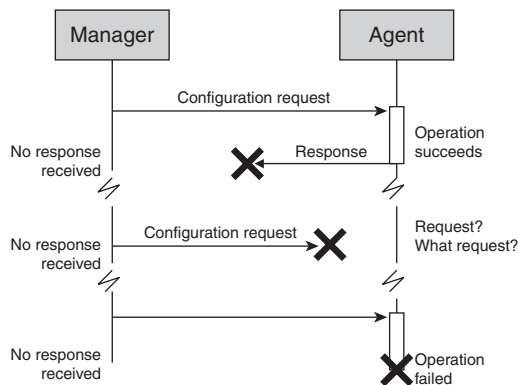 Manager
Agent
Configuration request
Operation
succeeds
No response
received
Response
Configuration request
Request?
What request?
No response
received
No response
received
Operation
failed